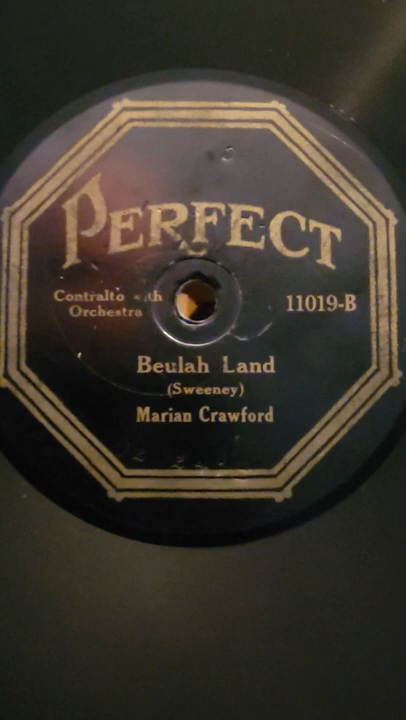 PERFECT
Contralto with
Orchestra
11019-B
Beulah Land
(Sweeney)
Marian Crawford